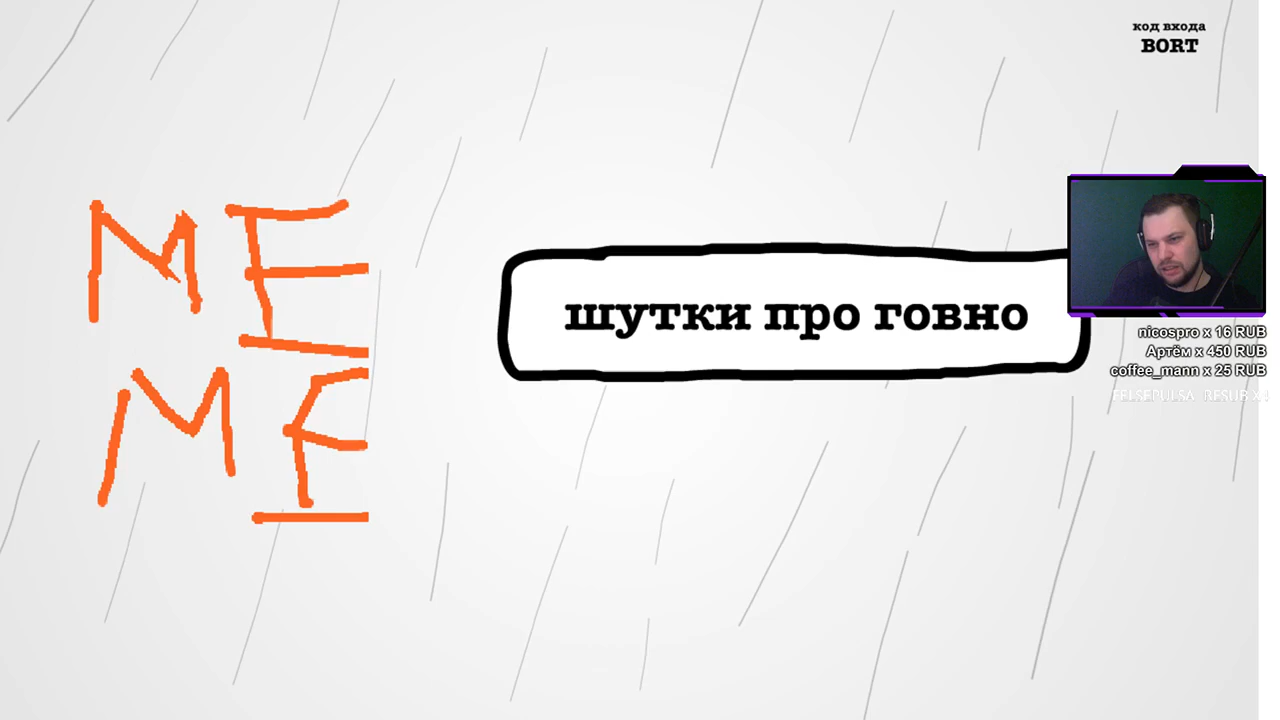 код входа
BORT
ME
ME
шутки про говно
nicospro x 16 RUB
Артём x 450 RUB
coffee_mann x 25 RUB